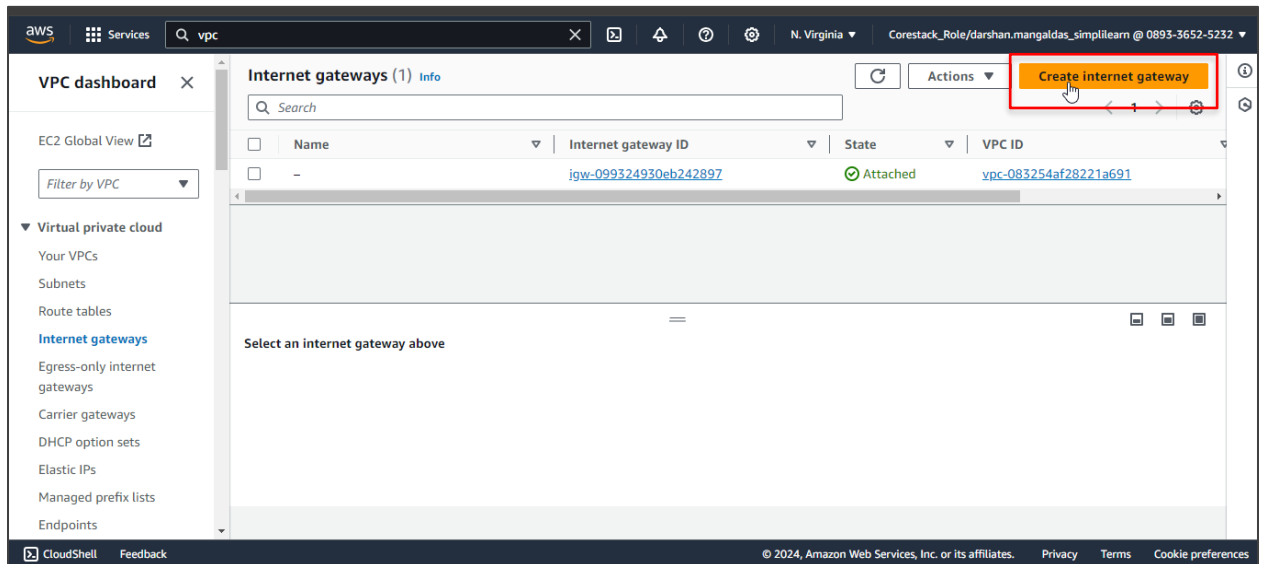 aws Services vpc N. Virginia ▼ Corestack_Role/darshan.mangaldas_simplilearn @ 0893-3652-5232 ▼
VPC dashboard
EC2 Global View
Filter by VPC
Virtual private cloud
Your VPCs
Subnets
Route tables
Internet gateways
Egress-only internet
gateways
Carrier gateways
DHCP option sets
Elastic IPs
Managed prefix lists
Endpoints
Internet gateways (1) Info
Actions ▼ Create internet gateway
Search
1
Name Internet gateway ID State VPC ID
– igw-099324930eb242897 Attached vpc-083254af28221a691
Select an internet gateway above
CloudShell Feedback © 2024, Amazon Web Services, Inc. or its affiliates. Privacy Terms Cookie preferences